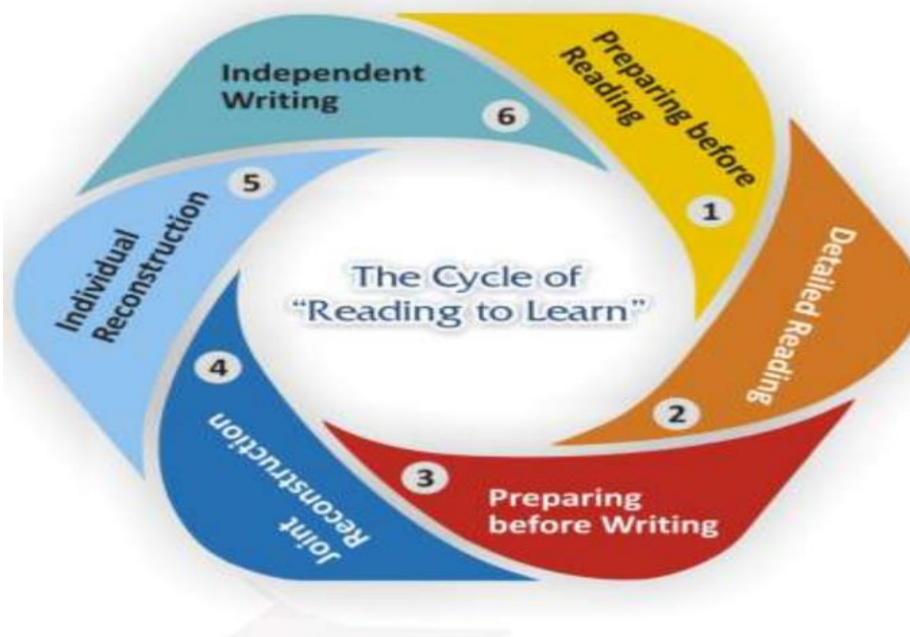 The Cycle of
“Reading to Learn”
Preparing before
Reading
1
Detailed Reading
2
3
Preparing
before Writing
4
Joint
Reconstruction
5
Individual
Reconstruction
Independent
Writing
6